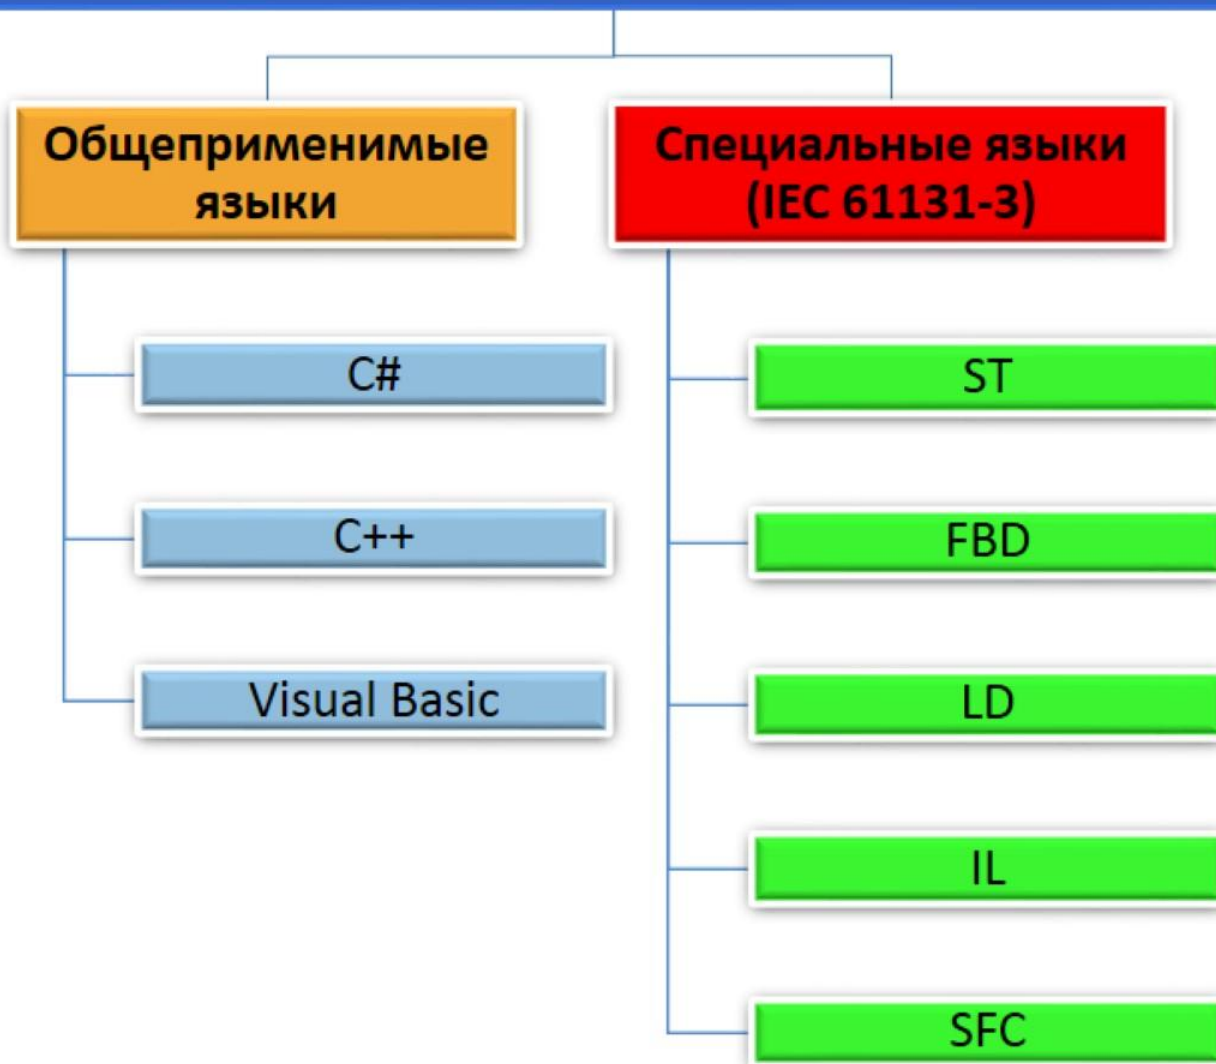 Общеприменимые
языки
C#
C++
Visual Basic
Специальные языки
(IEC 61131-3)
ST
FBD
LD
IL
SFC